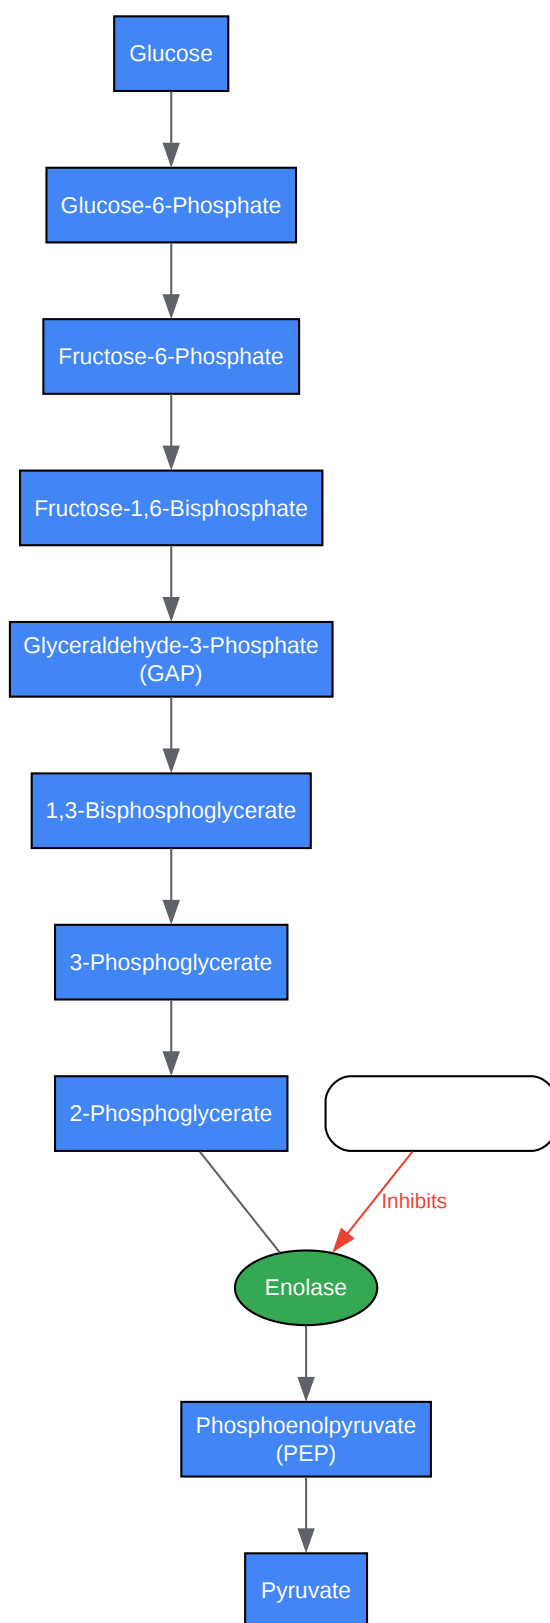 Glucose
Glucose-6-Phosphate
Fructose-6-Phosphate
Fructose-1,6-Bisphosphate
Glyceraldehyde-3-Phosphate
(GAP)
1,3-Bisphosphoglycerate
3-Phosphoglycerate
2-Phosphoglycerate
Inhibits
Enolase
Phosphoenolpyruvate
(PEP)
Pyruvate